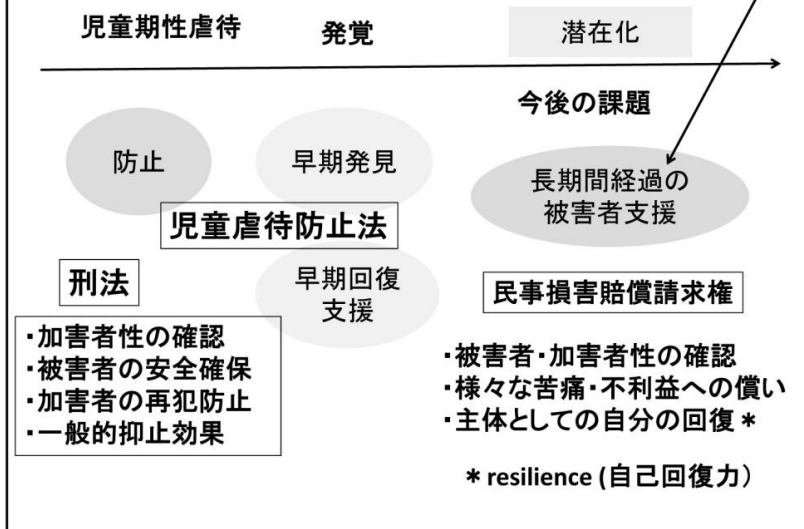 児童期性虐待
発覚
潜在化
今後の課題
防止
早期発見
長期間経過の
被害者支援
児童虐待防止法
刑法
早期回復
支援
民事損害賠償請求権
・加害者性の確認
・被害者の安全確保
・加害者の再犯防止
・一般的抑止効果
・被害者・加害者性の確認
・様々な苦痛・不利益への償い
・主体としての自分の回復＊
＊resilience (自己回復力）